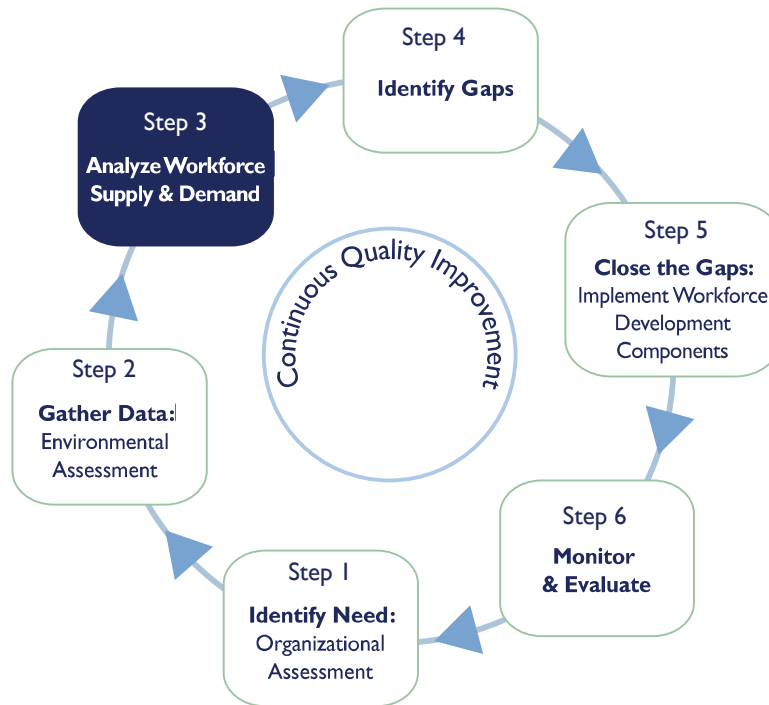 Step 4
Identify Gaps
Step 3
Analyze Workforce
Supply & Demand
Step 5
Close the Gaps:
Implement Workforce
Development
Components
Continuous Quality Improvement
Step 2
Gather Data:
Environmental
Assessment
Step 6
Monitor
& Evaluate
Step 1
Identify Need:
Organizational
Assessment